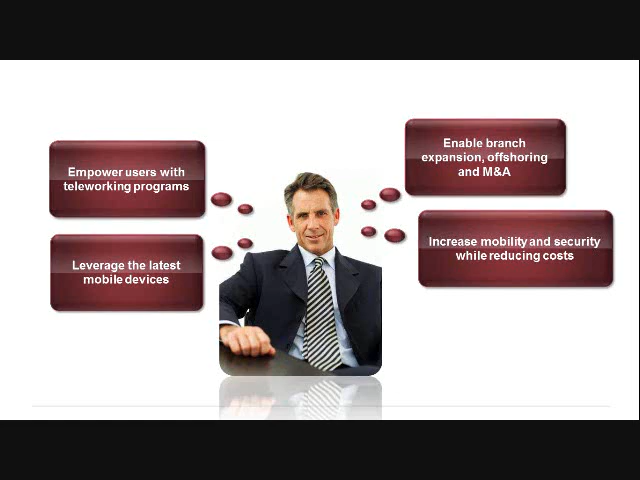 Empower users with
teleworking programs
Leverage the latest
mobile devices
Enable branch
expansion, offshoring
and M&A
Increase mobility and security
while reducing costs